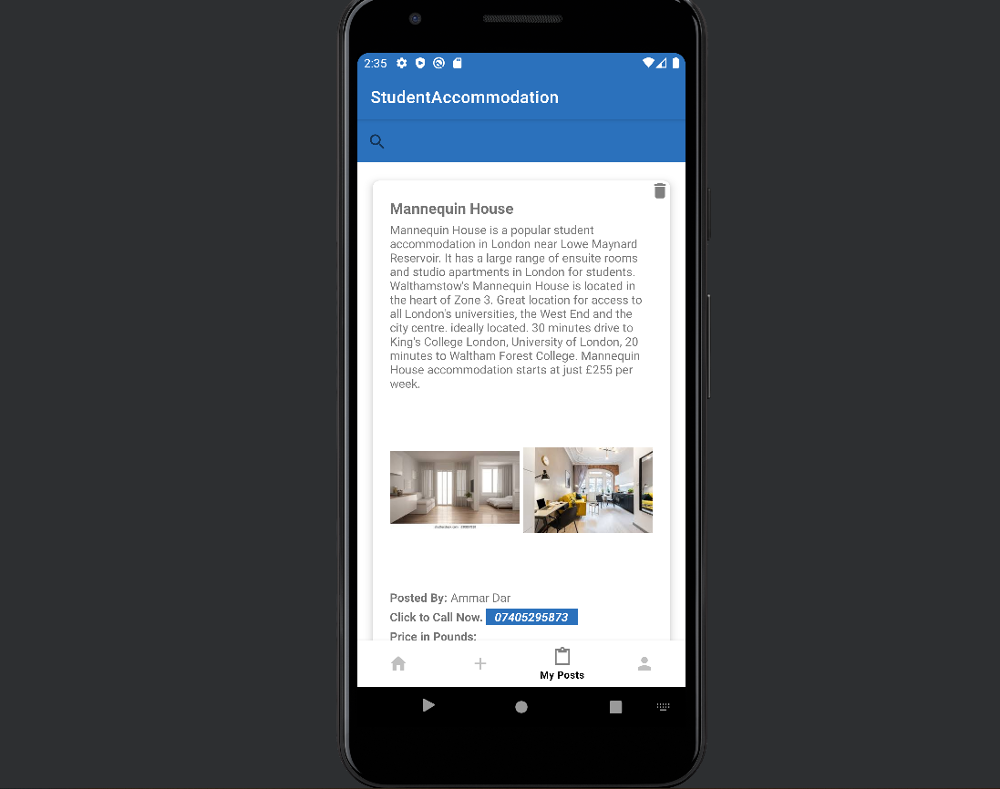 2:35
StudentAccommodation
Mannequin House
Mannequin House is a popular student
accommodation in London near Lowe Maynard
Reservoir. It has a large range of ensuite rooms
and studio apartments in London for students.
Walthamstow's Mannequin House is located in
the heart of Zone 3. Great location for access to
all London's universities, the West End and the
city centre. ideally located. 30 minutes drive to
King's College London, University of London, 20
minutes to Waltham Forest College. Mannequin
House accommodation starts at just £255 per
week.
Posted By: Ammar Dar
Click to Call Now. 07405295873
Price in Pounds:
My Posts